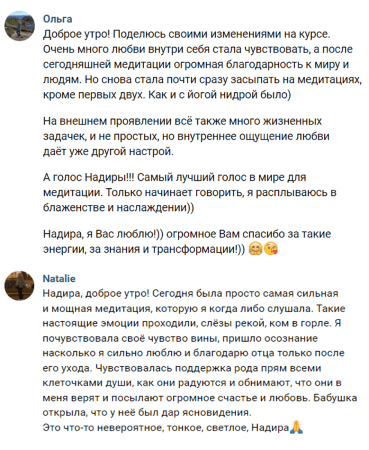 Ольга
Доброе утро! Поделюсь своими изменениями на курсе.
Очень много любви внутри себя стала чувствовать, а после
сегодняшней медитации огромная благодарность к миру и
людям. Но снова стала почти сразу засыпать на медитациях,
кроме первых двух. Как и с йогой нидрой было)
На внешнем проявлении всё также много жизненных
задачек, и не простых, но внутреннее ощущение любви
даёт уже другой настрой.
А голос Надиры!!! Самый лучший голос в мире для
медитации. Только начинает говорить, я расплываюсь в
блаженстве и наслаждении))
Надира, я Вас люблю!)) огромное Вам спасибо за такие
энергии, за знания и трансформации!)) 🤗😘
Natalie
Надира, доброе утро! Сегодня была просто самая сильная
и мощная медитация, которую я когда либо слушала. Такие
настоящие эмоции проходили, слёзы рекой, ком в горле. Я
почувствовала своё чувство вины, пришло осознание
насколько я сильно люблю и благодарю отца только после
его ухода. Чувствовалась поддержка рода прям всеми
клеточками души, как они радуются и обнимают, что они в
меня верят и посылают огромное счастье и любовь. Бабушка
открыла, что у неё был дар ясновидения.
Это что-то невероятное, тонкое, светлое, Надира🙏